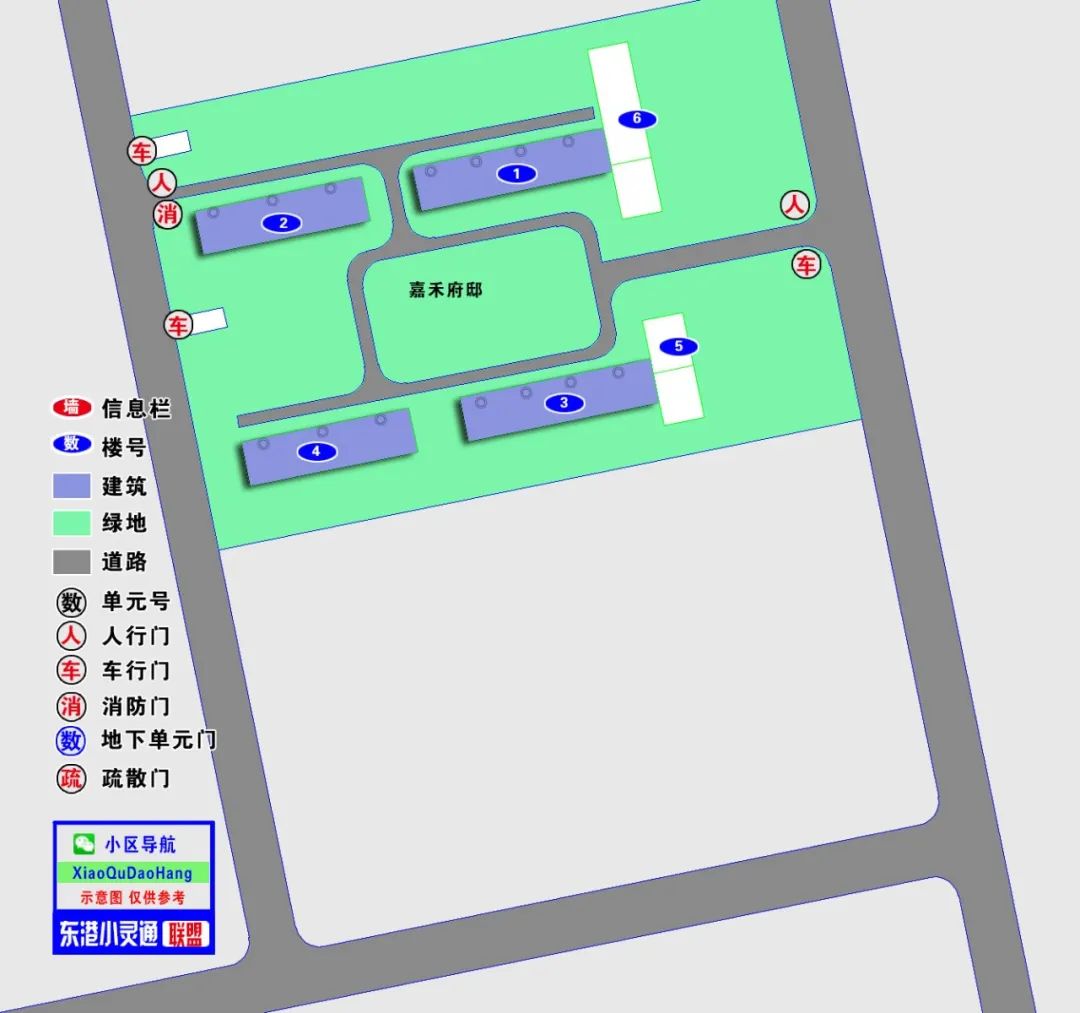 6
车
1
人
人
消
2
车
嘉禾府邸
车
5
3
4
墙 信息栏
数 楼号
建筑
绿地
道路
数 单元号
人 人行门
车 车行门
消 消防门
数 地下单元门
疏 疏散门
小区导航
XiaoQuDaoHang
示意图 仅供参考
东港小灵通 联盟